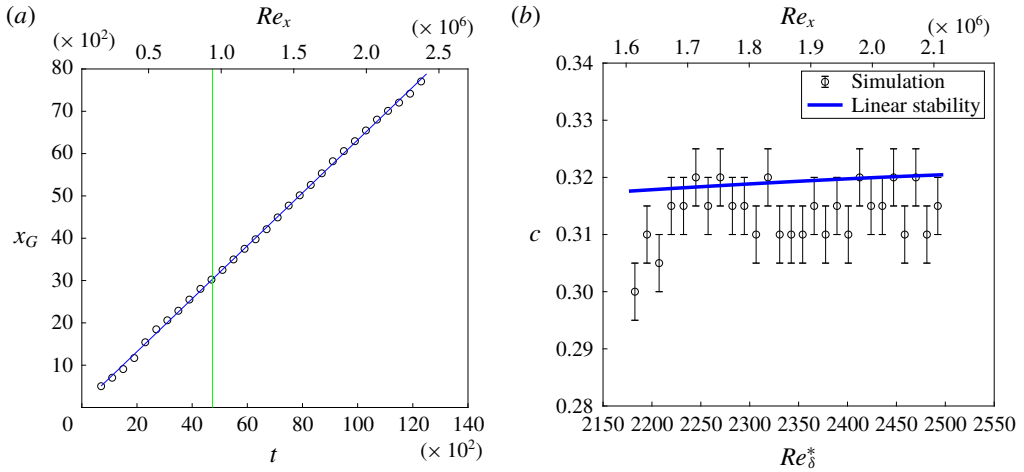 (a)
Re_x
(× 10^2)
(× 10^6)
0.5 1.0 1.5 2.0 2.5
80
70
60
50
x_G 40
30
20
10
0 20 40 60 80 100 120 140
t (× 10^2)
(b)
Re_x
(× 10^6)
1.6 1.7 1.8 1.9 2.0 2.1
0.34
Simulation
Linear stability
0.33
0.32
c 0.31
0.30
0.29
0.28
2150 2200 2250 2300 2350 2400 2450 2500 2550
Re_δ^*